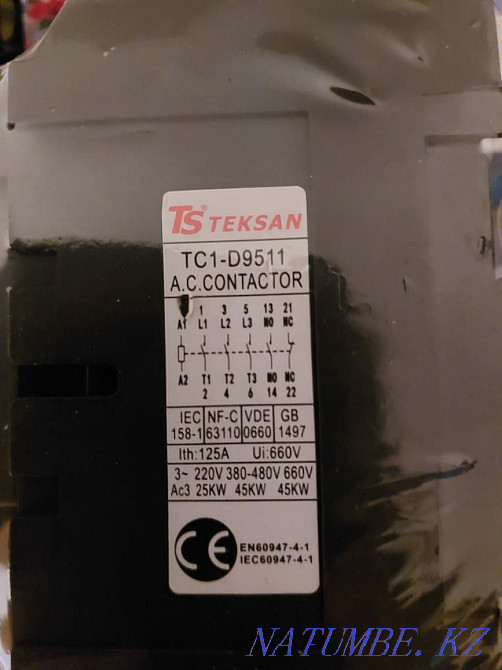 TS® TEKSAN
TC1-D9511
A.C.CONTACTOR
1 3 5 13 21
A1 L1 L2 L3 NO NC
A2 T1 T2 T3 NO NC
2 4 6 14 22
IEC NF-C VDE GB
158-1 63110 0660 1497
Ith:125A Ui:660V
3~ 220V 380-480V 660V
Ac3 25KW 45KW 45KW
CE
EN60947-4-1
IEC60947-4-1
NATUMBE. KZ